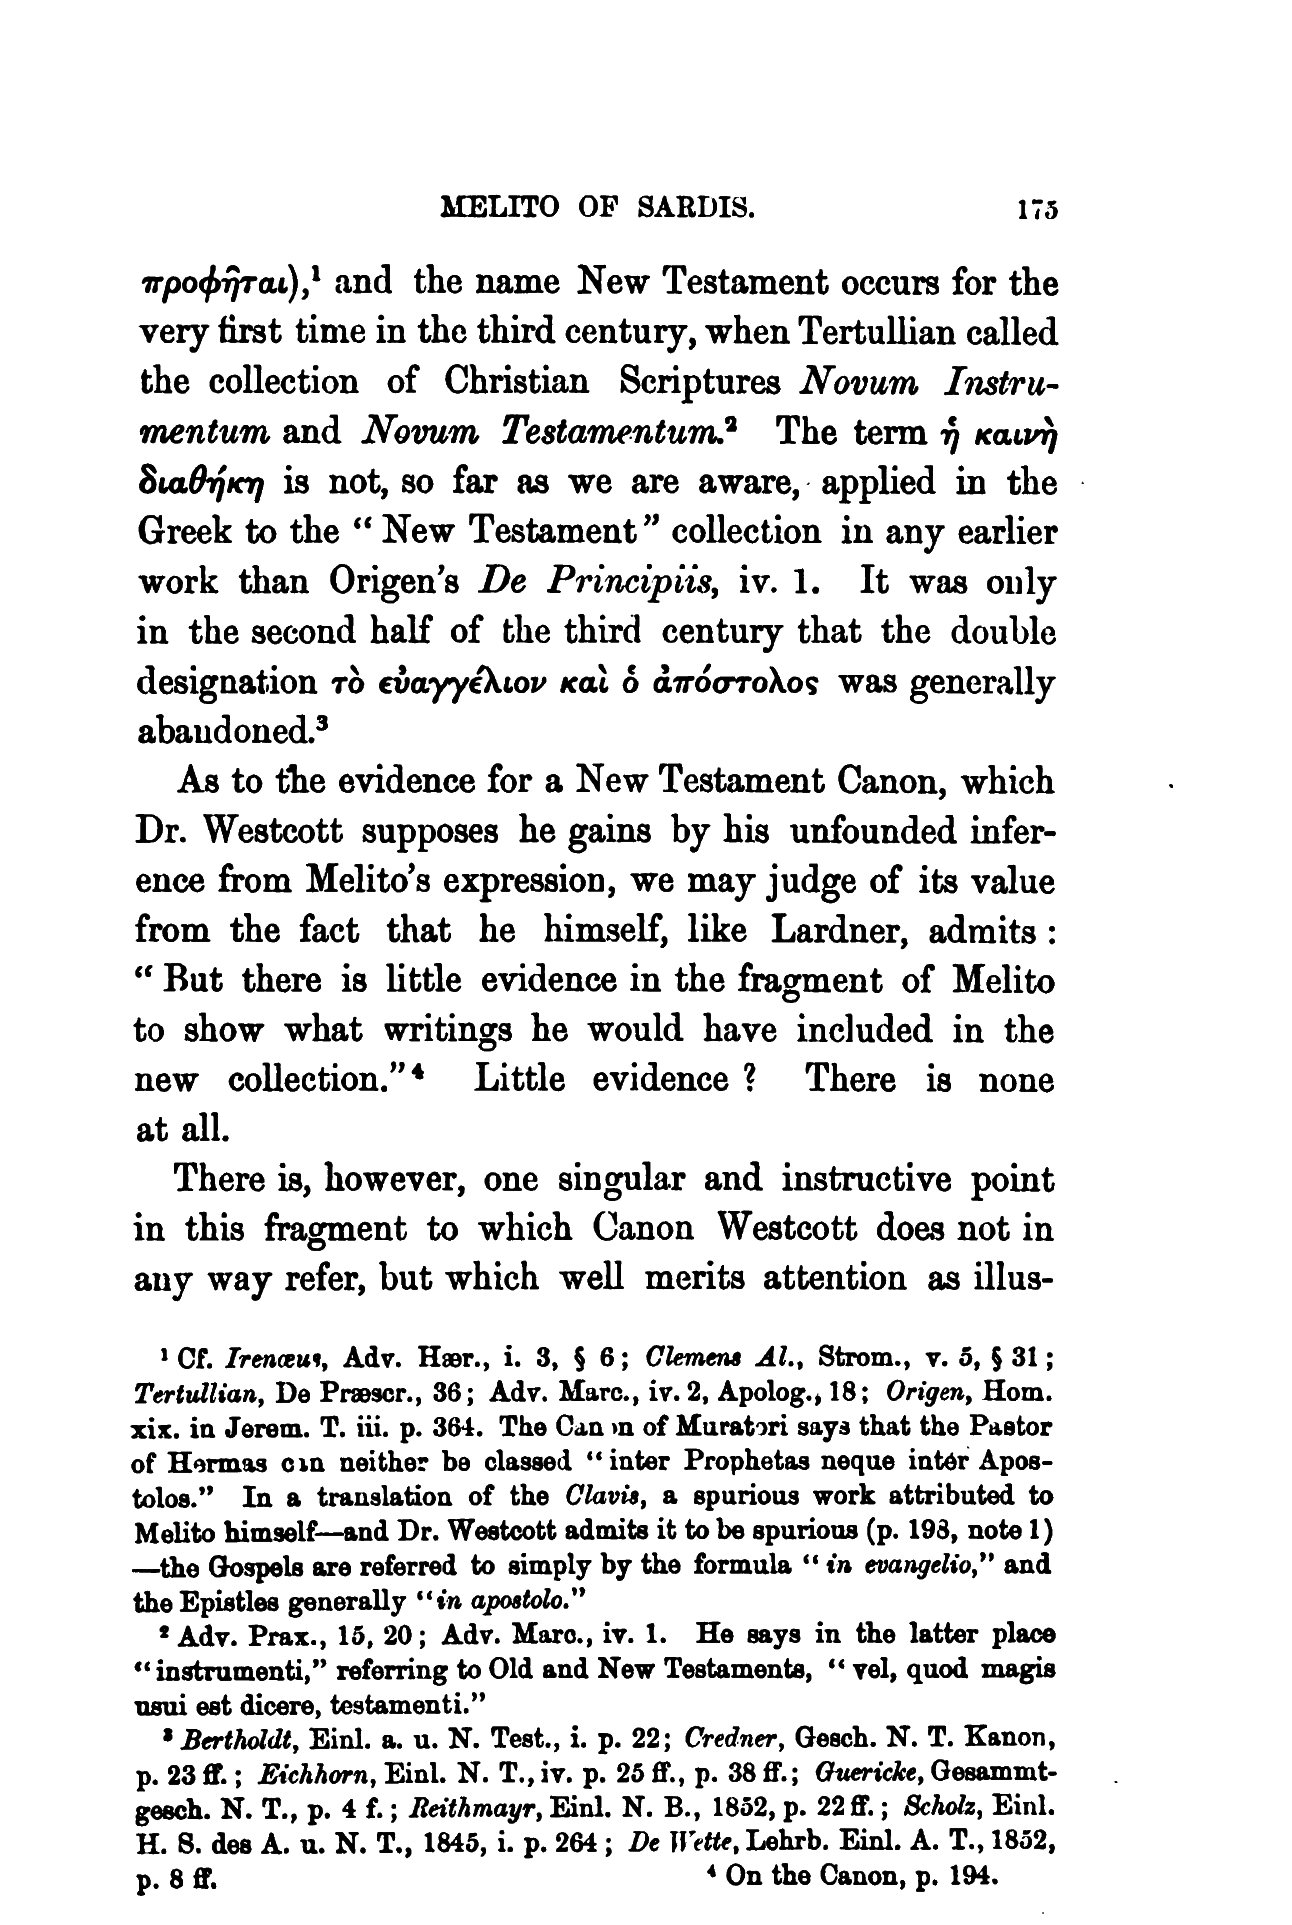 MELITO OF SARDIS. 175
προφῆται),¹ and the name New Testament occurs for the
very first time in the third century, when Tertullian called
the collection of Christian Scriptures Novum Instru-
mentum and Novum Testamentum.² The term ἡ καινὴ
διαθήκη is not, so far as we are aware, applied in the
Greek to the “ New Testament” collection in any earlier
work than Origen’s De Principiis, iv. 1. It was only
in the second half of the third century that the double
designation τὸ εὐαγγέλιον καὶ ὁ ἀπόστολος was generally
abandoned.³
As to the evidence for a New Testament Canon, which
Dr. Westcott supposes he gains by his unfounded infer-
ence from Melito’s expression, we may judge of its value
from the fact that he himself, like Lardner, admits :
“ But there is little evidence in the fragment of Melito
to show what writings he would have included in the
new collection.”⁴ Little evidence ? There is none
at all.
There is, however, one singular and instructive point
in this fragment to which Canon Westcott does not in
any way refer, but which well merits attention as illus-
¹ Cf. Irenæus, Adv. Hær., i. 3, § 6 ; Clemens Al., Strom., v. 5, § 31 ;
Tertullian, De Præscr., 36 ; Adv. Marc., iv. 2, Apolog., 18 ; Origen, Hom.
xix. in Jerem. T. iii. p. 364. The Canon of Muratori says that the Pastor
of Hermas can neither be classed “ inter Prophetas neque inter Apos-
tolos.” In a translation of the Clavis, a spurious work attributed to
Melito himself—and Dr. Westcott admits it to be spurious (p. 193, note 1)
—the Gospels are referred to simply by the formula “ in evangelio,” and
the Epistles generally “in apostolo.”
² Adv. Prax., 15, 20 ; Adv. Marc., iv. 1. He says in the latter place
“instrumenti,” referring to Old and New Testaments, “ vel, quod magis
usui est dicere, testamenti.”
³ Bertholdt, Einl. a. u. N. Test., i. p. 22 ; Credner, Gesch. N. T. Kanon,
p. 23 ff. ; Eichhorn, Einl. N. T., iv. p. 25 ff., p. 38 ff. ; Guericke, Gesammt-
gesch. N. T., p. 4 f. ; Reithmayr, Einl. N. B., 1852, p. 22 ff. ; Scholz, Einl.
H. S. des A. u. N. T., 1845, i. p. 264 ; De Wette, Lehrb. Einl. A. T., 1852,
p. 8 ff. ⁴ On the Canon, p. 194.